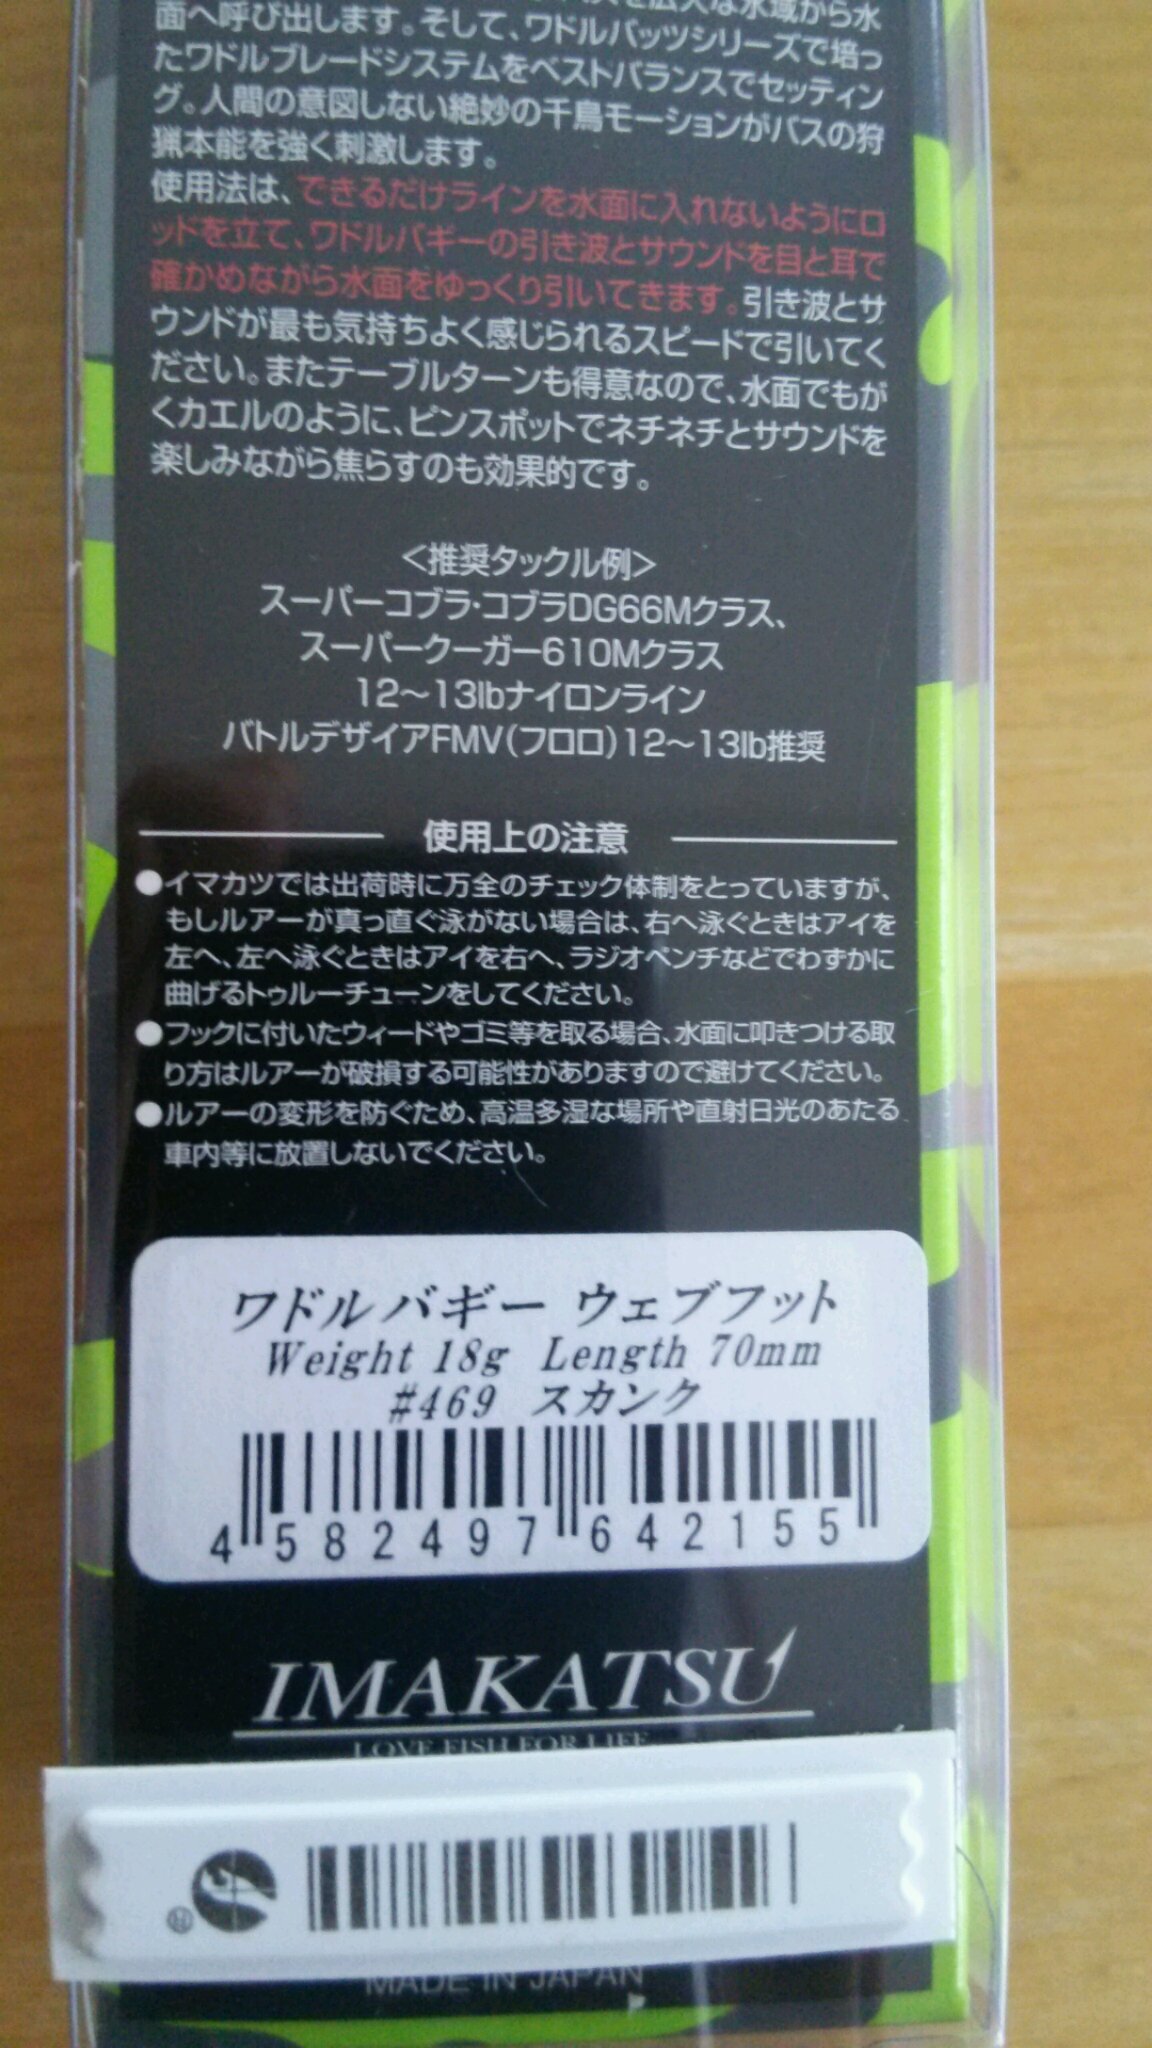 を広大な水域から水
面へ呼び出します。そして、ワドルバッツシリーズで培っ
たワドルブレードシステムをベストバランスでセッティン
グ。人間の意図しない絶妙の千鳥モーションがバスの狩
猟本能を強く刺激します。
使用法は、できるだけラインを水面に入れないようにロ
ッドを立て、ワドルバギーの引き波とサウンドを目と耳で
確かめながら水面をゆっくり引いてきます。引き波とサ
ウンドが最も気持ちよく感じられるスピードで引いてく
ださい。またテーブルターンも得意なので、水面でもが
くカエルのように、ピンスポットでネチネチとサウンドを
楽しみながら焦らすのも効果的です。
<推奨タックル例>
スーパーコブラ・コブラDG66Mクラス、
スーパークーガー610Mクラス
12～13lbナイロンライン
バトルデザイアFMV(フロロ)12～13lb推奨
使用上の注意
●イマカツでは出荷時に万全のチェック体制をとっていますが、
もしルアーが真っ直ぐ泳がない場合は、右へ泳ぐときはアイを
左へ、左へ泳ぐときはアイを右へ、ラジオペンチなどでわずかに
曲げるトゥルーチューンをしてください。
●フックに付いたウィードやゴミ等を取る場合、水面に叩きつける取
り方はルアーが破損する可能性がありますので避けてください。
●ルアーの変形を防ぐため、高温多湿な場所や直射日光のあたる
車内等に放置しないでください。
ワドルバギー ウェブフット
Weight 18g Length 70mm
#469 スカンク
4582497642155
IMAKATSU
LOVE FISH FOR LIFE
MADE IN JAPAN